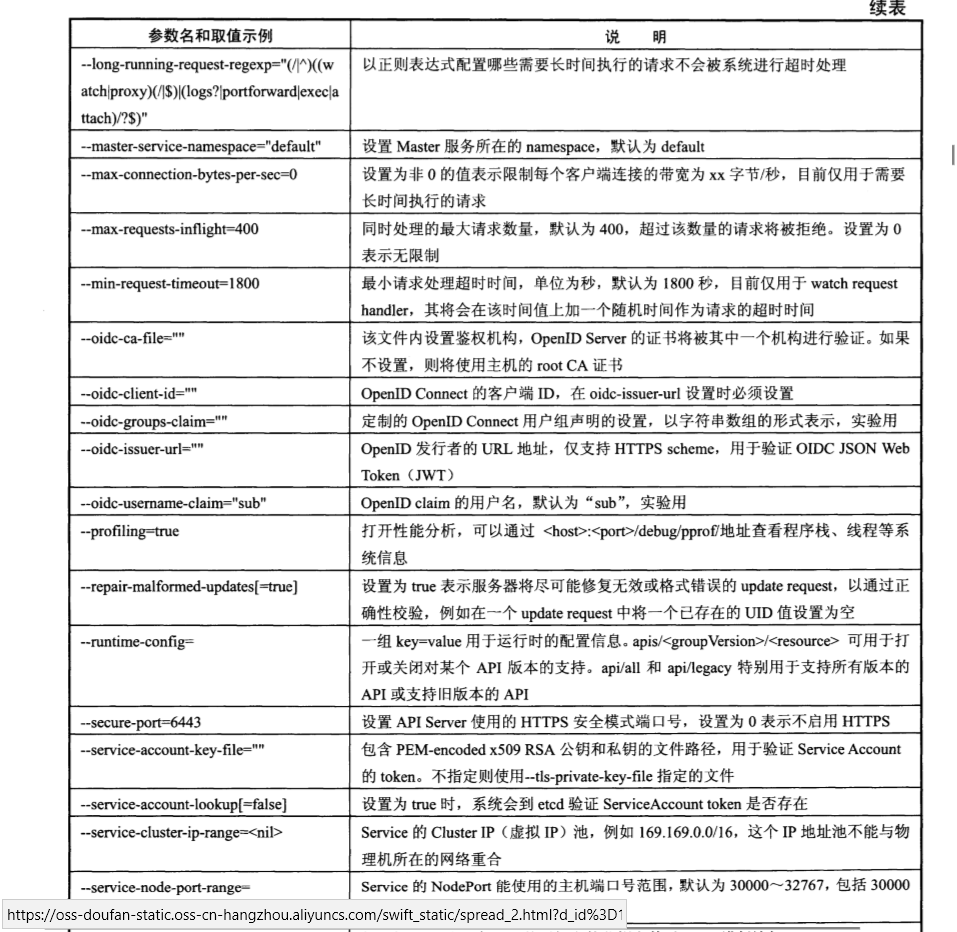 续表
参数名和取值示例
说 明
--long-running-request-regexp="(/|^)((w
atch|proxy)(/|$)|(logs?|portforward|exec|a
ttach)/?$)"
以正则表达式配置哪些需要长时间执行的请求不会被系统进行超时处理
--master-service-namespace="default"
设置 Master 服务所在的 namespace，默认为 default
--max-connection-bytes-per-sec=0
设置为非 0 的值表示限制每个客户端连接的带宽为 xx 字节/秒，目前仅用于需要
长时间执行的请求
--max-requests-inflight=400
同时处理的最大请求数量，默认为 400，超过该数量的请求将被拒绝。设置为 0
表示无限制
--min-request-timeout=1800
最小请求处理超时时间，单位为秒，默认为 1800 秒，目前仅用于 watch request
handler，其将会在该时间值上加一个随机时间作为请求的超时时间
--oidc-ca-file=""
该文件内设置鉴权机构，OpenID Server 的证书将被其中一个机构进行验证。如果
不设置，则将使用主机的 root CA 证书
--oidc-client-id=""
OpenID Connect 的客户端 ID，在 oidc-issuer-url 设置时必须设置
--oidc-groups-claim=""
定制的 OpenID Connect 用户组声明的设置，以字符串数组的形式表示，实验用
--oidc-issuer-url=""
OpenID 发行者的 URL 地址，仅支持 HTTPS scheme，用于验证 OIDC JSON Web
Token（JWT）
--oidc-username-claim="sub"
OpenID claim 的用户名，默认为“sub”，实验用
--profiling=true
打开性能分析，可以通过 <host>:<port>/debug/pprof/地址查看程序栈、线程等系
统信息
--repair-malformed-updates[=true]
设置为 true 表示服务器将尽可能修复无效或格式错误的 update request，以通过正
确性校验，例如在一个 update request 中将一个已存在的 UID 值设置为空
--runtime-config=
一组 key=value 用于运行时的配置信息。apis/<groupVersion>/<resource> 可用于打
开或关闭对某个 API 版本的支持。api/all 和 api/legacy 特别用于支持所有版本的
API 或支持旧版本的 API
--secure-port=6443
设置 API Server 使用的 HTTPS 安全模式端口号，设置为 0 表示不启用 HTTPS
--service-account-key-file=""
包含 PEM-encoded x509 RSA 公钥和私钥的文件路径，用于验证 Service Account
的 token。不指定则使用--tls-private-key-file 指定的文件
--service-account-lookup[=false]
设置为 true 时，系统会到 etcd 验证 ServiceAccount token 是否存在
--service-cluster-ip-range=<nil>
Service 的 Cluster IP（虚拟 IP）池，例如 169.169.0.0/16，这个 IP 地址池不能与物
理机所在的网络重合
--service-node-port-range=
Service 的 NodePort 能使用的主机端口号范围，默认为 30000～32767，包括 30000
https://oss-doufan-static.oss-cn-hangzhou.aliyuncs.com/swift_static/spread_2.html?d_id%3D1